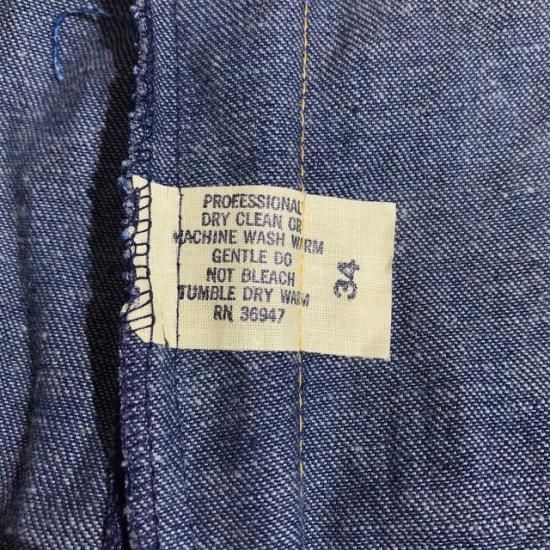 PROFESSIONAL
DRY CLEAN OR
MACHINE WASH WARM
GENTLE DO
NOT BLEACH
TUMBLE DRY WARM
RN 36947
34